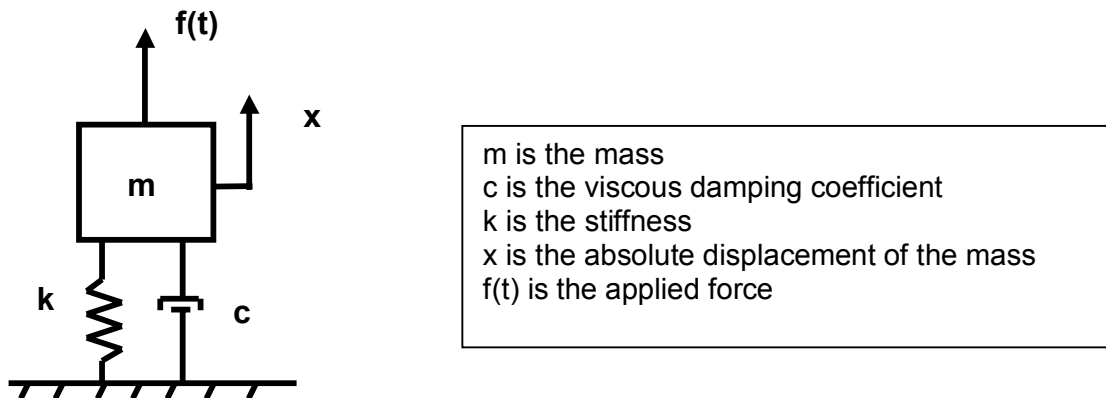 f(t)
x
m
k
c
m is the mass
c is the viscous damping coefficient
k is the stiffness
x is the absolute displacement of the mass
f(t) is the applied force